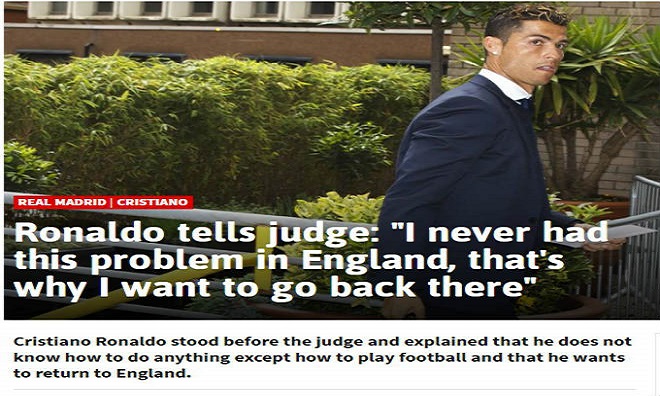 REAL MADRID | CRISTIANO
Ronaldo tells judge: "I never had
this problem in England, that's
why I want to go back there"
Cristiano Ronaldo stood before the judge and explained that he does not
know how to do anything except how to play football and that he wants
to return to England.